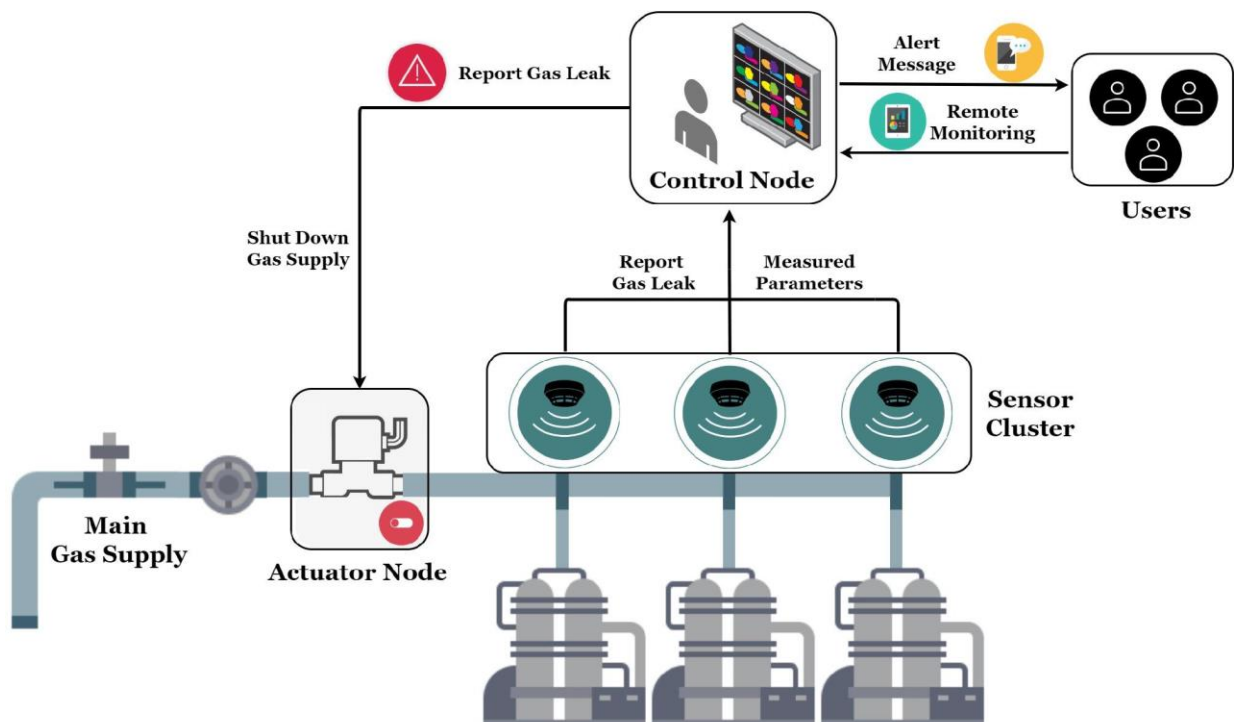 Report Gas Leak
Alert
Message
Remote
Monitoring
Control Node
Users
Shut Down
Gas Supply
Report
Gas Leak
Measured
Parameters
Sensor
Cluster
Main
Gas Supply
Actuator Node